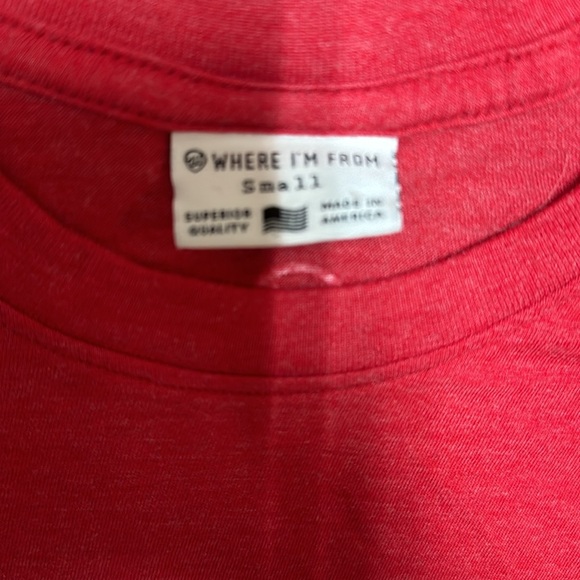 WHERE I'M FROM
Small
SUPERIOR QUALITY
MADE IN AMERICA